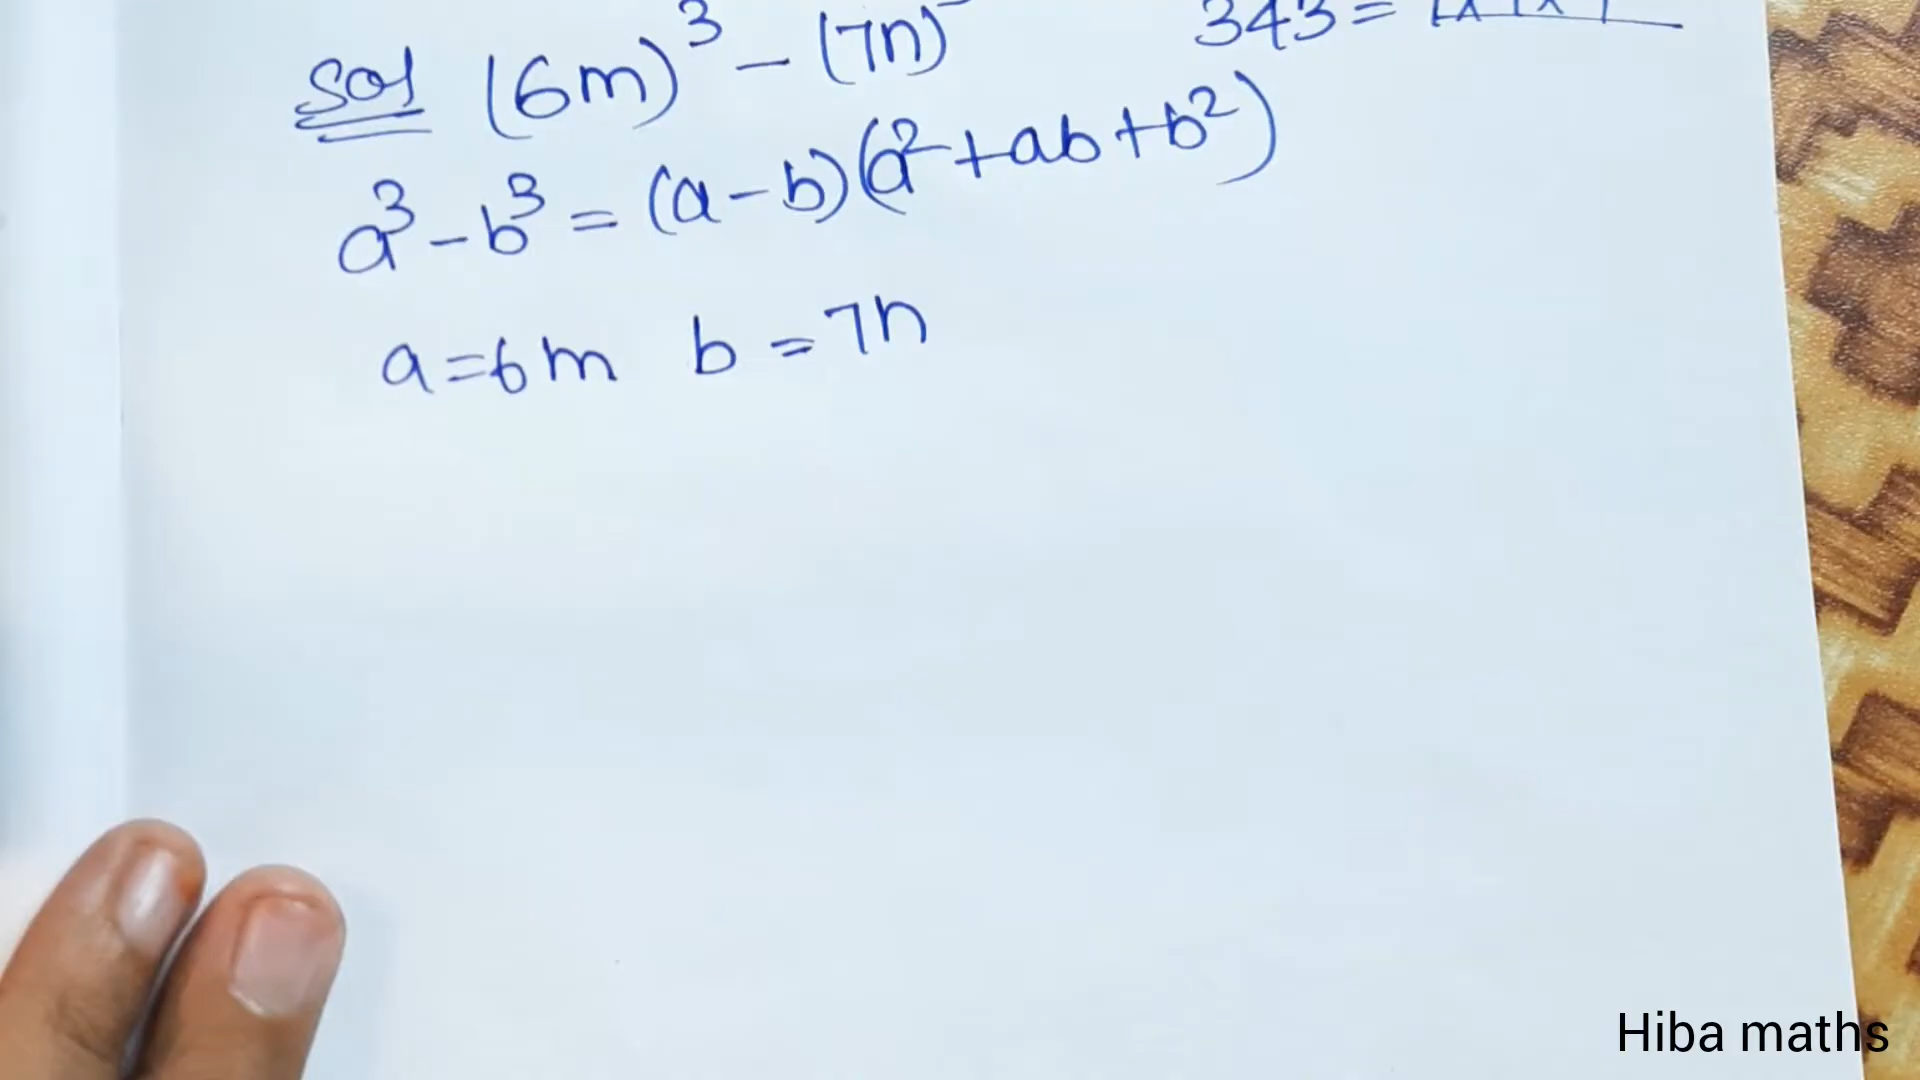 Sol (6m)³ - (7n)
343 =
a³ - b³ = (a - b)(a² + ab + b²)
a = 6m b = 7n
Hiba maths